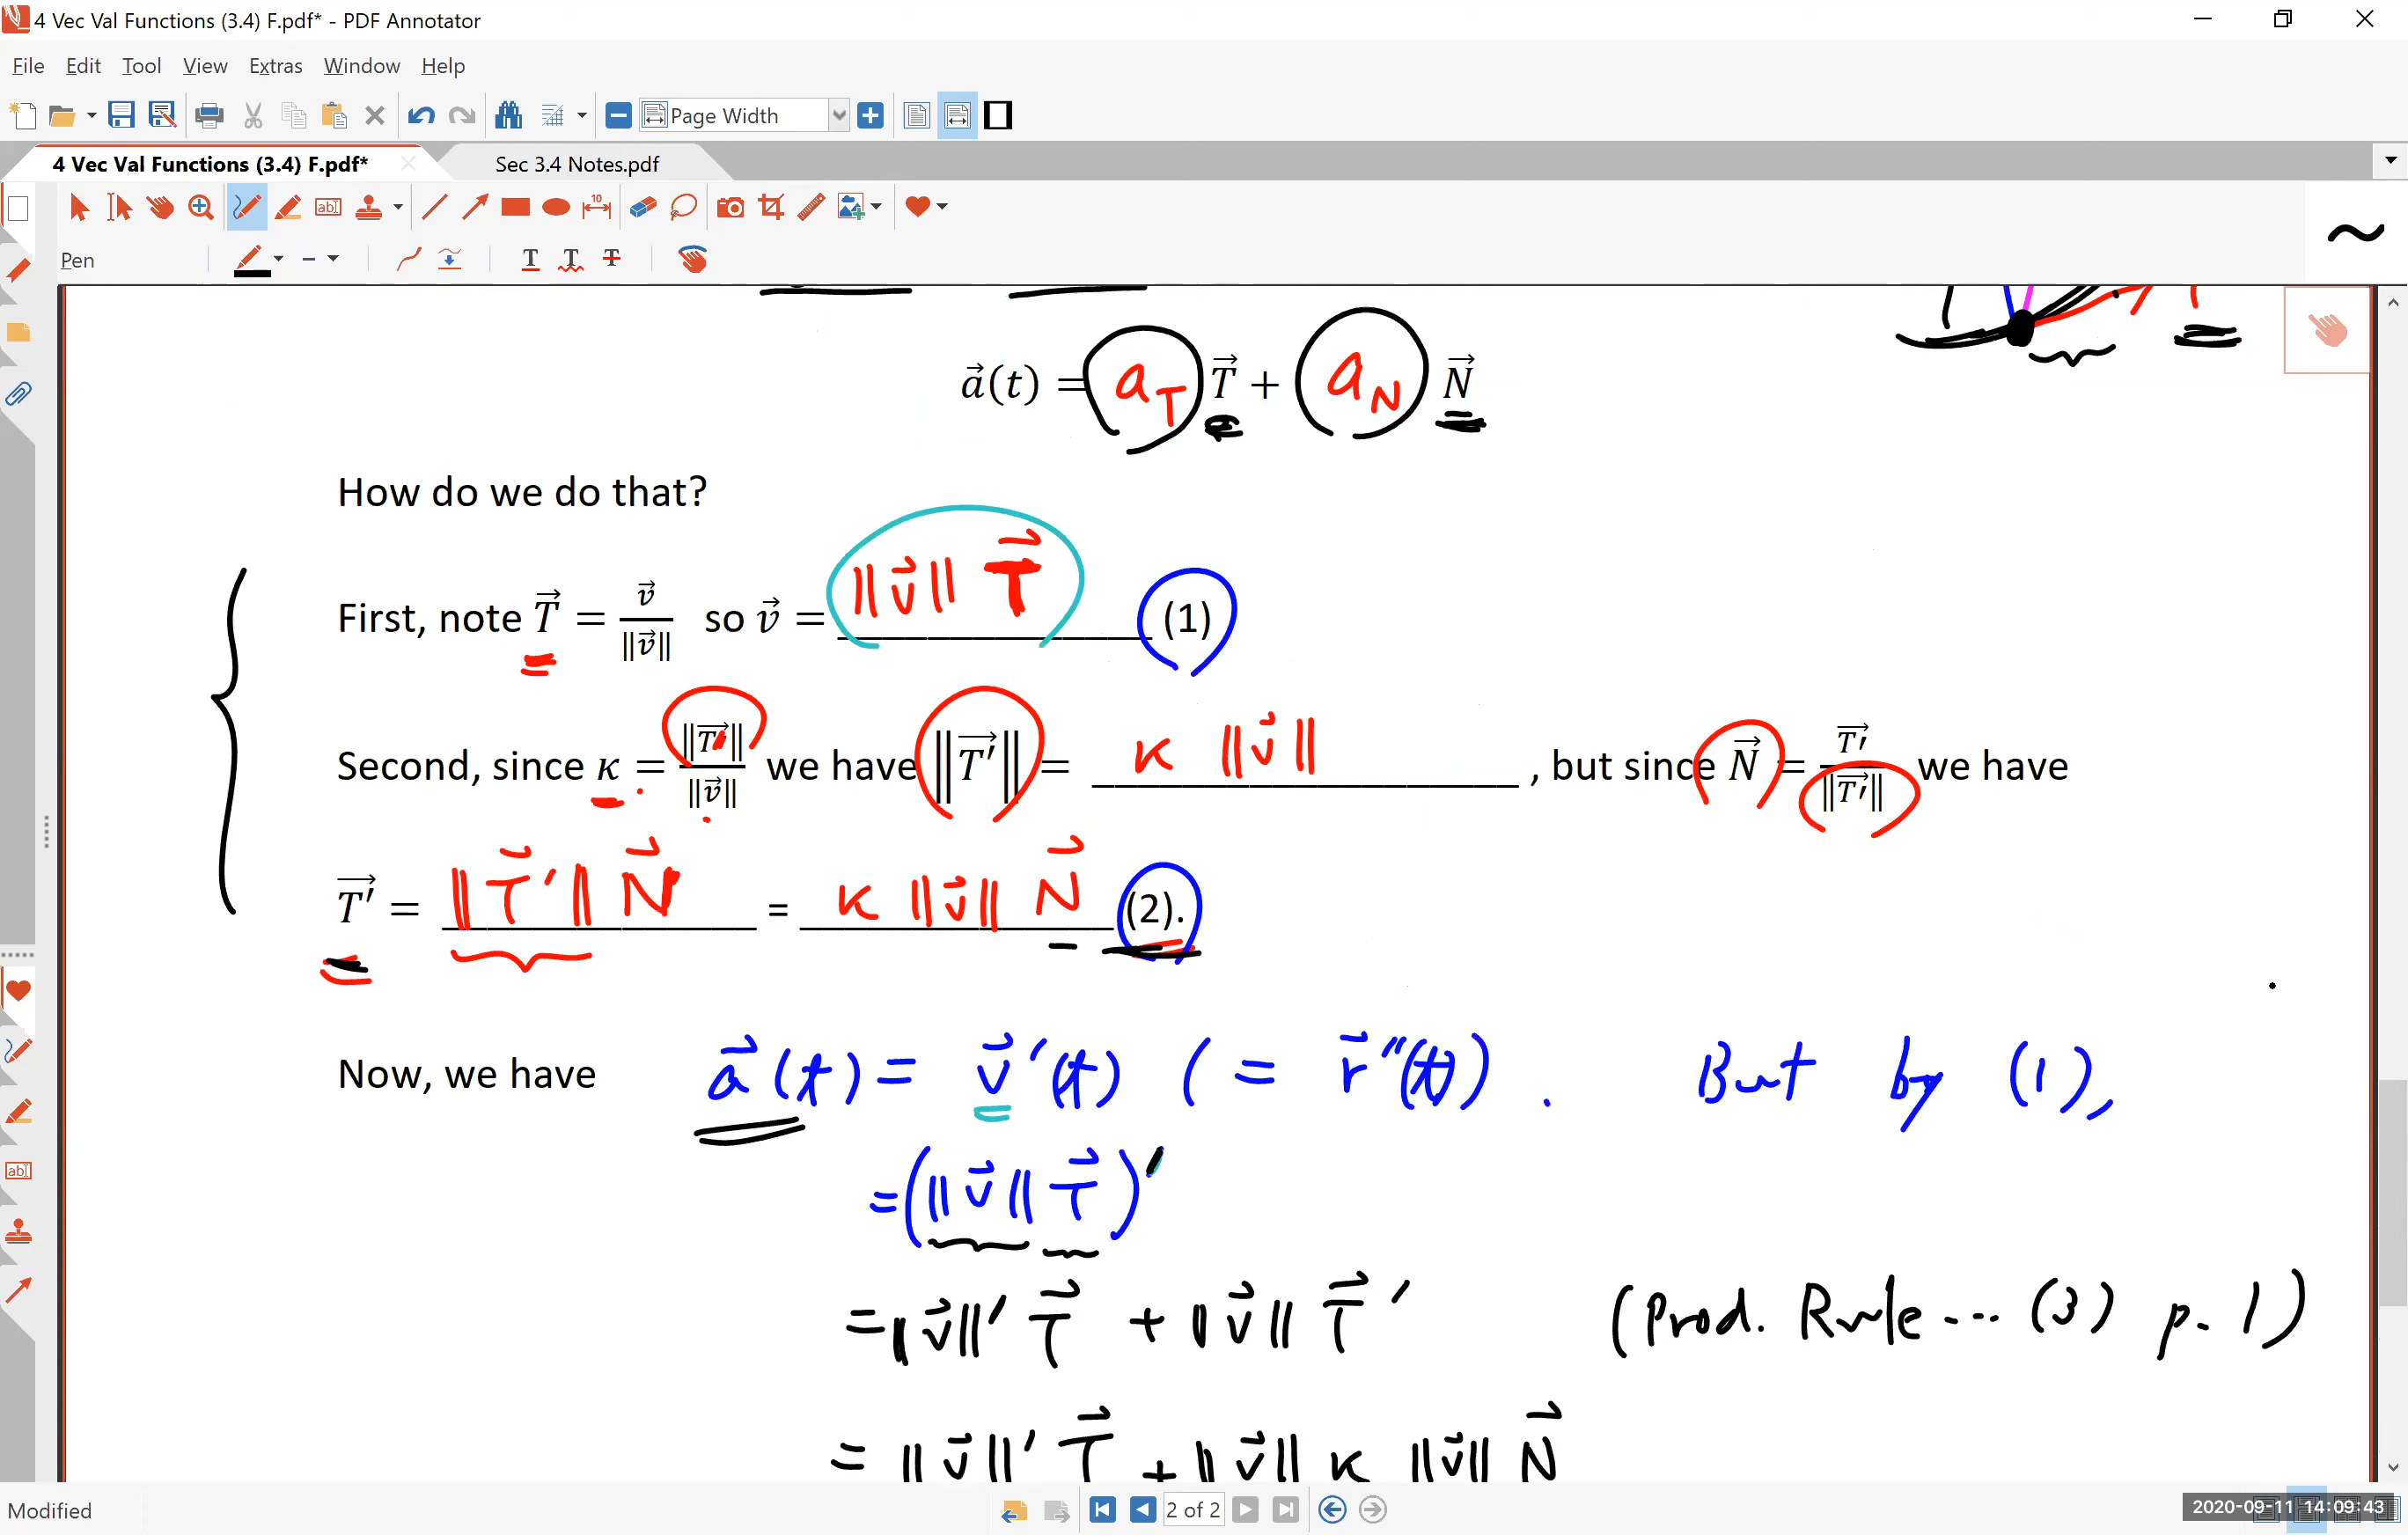 4 Vec Val Functions (3.4) F.pdf* - PDF Annotator
File Edit Tool View Extras Window Help
Page Width
4 Vec Val Functions (3.4) F.pdf* Sec 3.4 Notes.pdf
Pen
a⃗(t) = a_T T⃗ + a_N N⃗
How do we do that?
First, note T⃗ = v⃗/‖v⃗‖ so v⃗ = ‖v⃗‖ T⃗ (1)
Second, since κ = ‖T⃗'‖/‖v⃗‖ we have ‖T⃗'‖ = κ ‖v⃗‖ , but since N⃗ = T⃗'/‖T⃗'‖ we have
T⃗' = ‖T⃗'‖ N⃗ = κ ‖v⃗‖ N⃗ (2).
Now, we have a⃗(t) = v⃗'(t) ( = r⃗''(t) ) . But by (1),
= (‖v⃗‖ T⃗)'
= ‖v⃗‖' T⃗ + ‖v⃗‖ T⃗' (Prod. Rule ... (3) p. 1)
= ‖v⃗‖' T⃗ + ‖v⃗‖ κ ‖v⃗‖ N⃗
Modified 2 of 2 2020-09-11 14:09:43